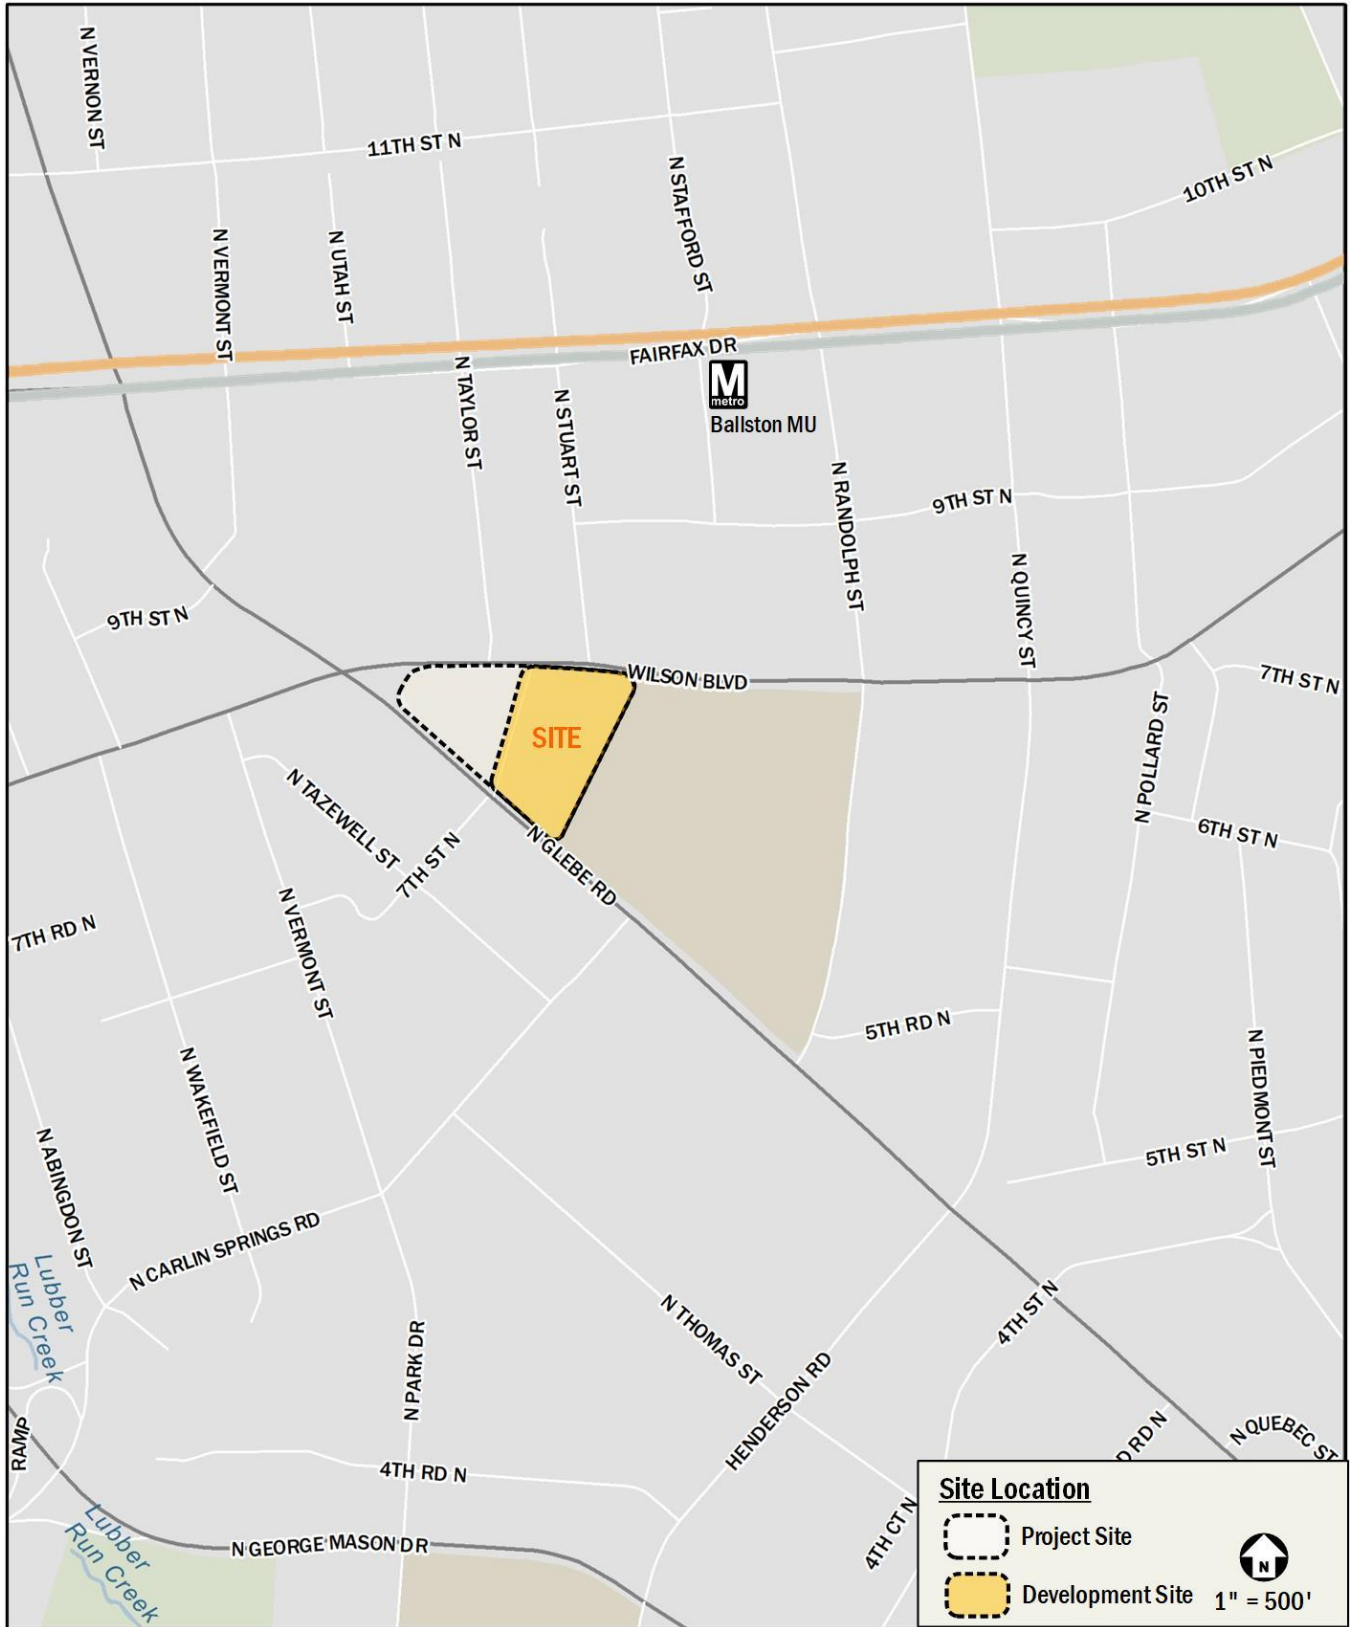 N VERNON ST
11TH ST N
N STAFFORD ST
10TH ST N
N VERMONT ST
N UTAH ST
FAIRFAX DR
N TAYLOR ST
M
metro
Ballston MU
N STUART ST
N RANDOLPH ST
9TH ST N
N QUINCY ST
9TH ST N
WILSON BLVD
7TH ST N
SITE
N POLLARD ST
N TAZEWELL ST
7TH ST N
N GLEBE RD
6TH ST N
N VERMONT ST
7TH RD N
5TH RD N
N WAKEFIELD ST
N PIEDMONT ST
N ABINGDON ST
5TH ST N
N CARLIN SPRINGS RD
Lubber
Run Creek
N THOMAS ST
4TH ST N
N PARK DR
HENDERSON RD
RAMP
4TH RD N
D RD N
N QUEBEC ST
4TH CT N
Lubber
Run Creek
N GEORGE MASON DR
Site Location
Project Site
Development Site
N
1" = 500'